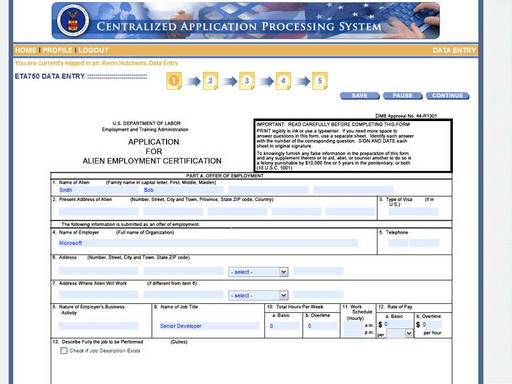 CENTRALIZED APPLICATION PROCESSING SYSTEM
HOME | PROFILE | LOGOUT DATA ENTRY
You are currently logged in as: Kevin Hutchens, Data Entry
ETA750 DATA ENTRY ::::::::::::::::::::::::::::
1 2 3 4 5
SAVE PAUSE CONTINUE
OMB Approval No. 44-R1301
U.S. DEPARTMENT OF LABOR
Employment and Training Administration
APPLICATION
FOR
ALIEN EMPLOYMENT CERTIFICATION
IMPORTANT: READ CAREFULLY BEFORE COMPLETING THIS FORM
PRINT legibly in ink or use a typewriter. If you need more space to
answer questions in this form, use a separate sheet. Identify each answer
with the number of the corresponding question. SIGN AND DATE each
sheet in original signature.
To knowingly furnish any false information in the preparation of this form
and any supplement thereto or to aid, abet, or counsel another to do so is
a felony punishable by $10,000 fine or 5 years in the penitentiary, or both
(18 U.S.C. 1001)
PART A. OFFER OF EMPLOYMENT
1. Name of Alien (Family name in capital letter, First, Middle, Maiden)
Smith Bob
2. Present Address of Alien (Number, Street, City and Town, Province, State ZIP code, Country)
3. Type of Visa (If in
U.S.)
The following information is submitted as an offer of employment.
4. Name of Employer (Full name of Organization)
Microsoft
5. Telephone
6. Address (Number, Street, City and Town, State ZIP code)
- select -
7. Address Where Alien Will Work (if different from item 6)
- select -
8. Nature of Employer's Business
Activity
9. Name of Job Title
Senior Developer
10. Total Hours Per Week
a. Basic b. Overtime
0 0
11. Work
Schedule
(Hourly)
a.m.
p.m.
12. Rate of Pay
a. Basic b. Overtime
$ 0 $ 0
per per hour
13. Describe Fully the job to be Performed (Duties)
Check if Job Description Exists